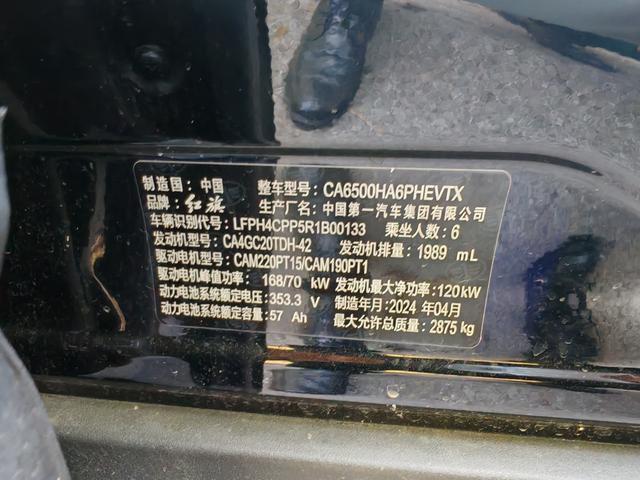 制造国：中国 整车型号：CA6500HA6PHEVTX
品牌：红旗 生产厂厂名：中国第一汽车集团有限公司
车辆识别代号：LFPH4CPP5R1B00133 乘坐人数：6
发动机型号：CA4GC20TDH-42 发动机排量：1989 mL
驱动电机型号：CAM220PT15/CAM190PT1
驱动电机峰值功率：168/70 kW 发动机最大净功率：120kW
动力电池系统额定电压：353.3 V 制造年月：2024 年04月
动力电池系统额定容量：57 Ah 最大允许总质量：2875kg